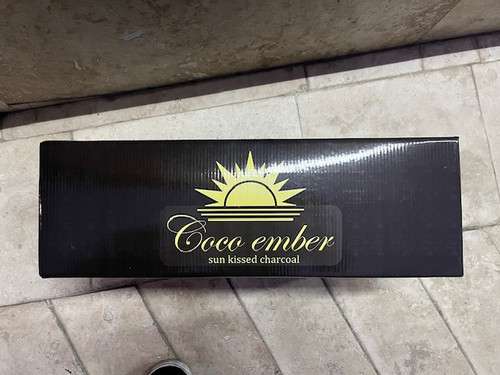 Coco ember
sun kissed charcoal